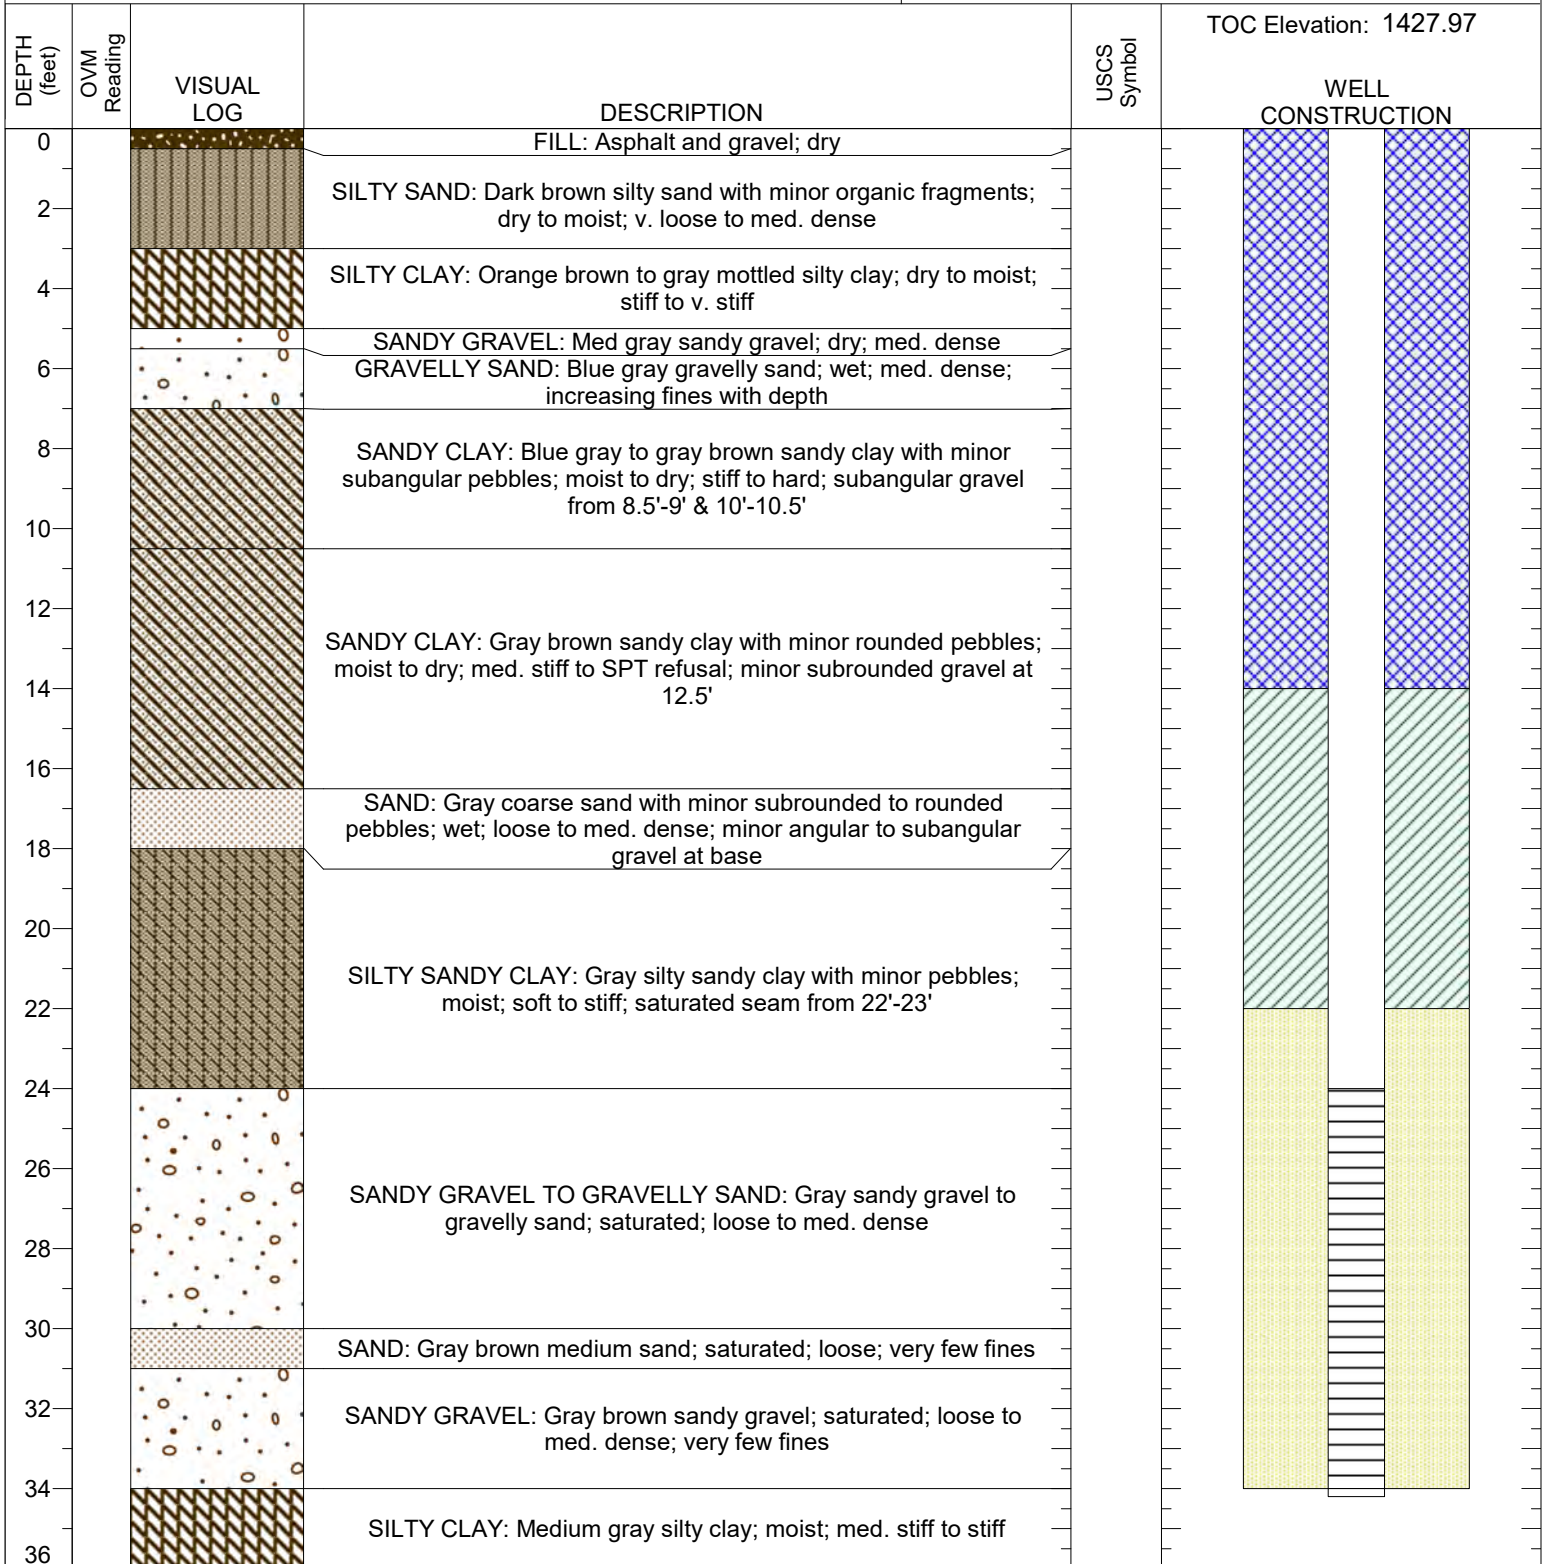 TOC Elevation: 1427.97
DEPTH
(feet)
OVM
Reading
VISUAL
LOG
DESCRIPTION
USCS
Symbol
WELL
CONSTRUCTION
0
FILL: Asphalt and gravel; dry
SILTY SAND: Dark brown silty sand with minor organic fragments;
dry to moist; v. loose to med. dense
2
SILTY CLAY: Orange brown to gray mottled silty clay; dry to moist;
stiff to v. stiff
4
SANDY GRAVEL: Med gray sandy gravel; dry; med. dense
GRAVELLY SAND: Blue gray gravelly sand; wet; med. dense;
increasing fines with depth
6
SANDY CLAY: Blue gray to gray brown sandy clay with minor
subangular pebbles; moist to dry; stiff to hard; subangular gravel
from 8.5'-9' & 10'-10.5'
8
10
12
SANDY CLAY: Gray brown sandy clay with minor rounded pebbles;
moist to dry; med. stiff to SPT refusal; minor subrounded gravel at
12.5'
14
16
SAND: Gray coarse sand with minor subrounded to rounded
pebbles; wet; loose to med. dense; minor angular to subangular
gravel at base
18
20
SILTY SANDY CLAY: Gray silty sandy clay with minor pebbles;
moist; soft to stiff; saturated seam from 22'-23'
22
24
26
SANDY GRAVEL TO GRAVELLY SAND: Gray sandy gravel to
gravelly sand; saturated; loose to med. dense
28
30
SAND: Gray brown medium sand; saturated; loose; very few fines
32
SANDY GRAVEL: Gray brown sandy gravel; saturated; loose to
med. dense; very few fines
34
SILTY CLAY: Medium gray silty clay; moist; med. stiff to stiff
36